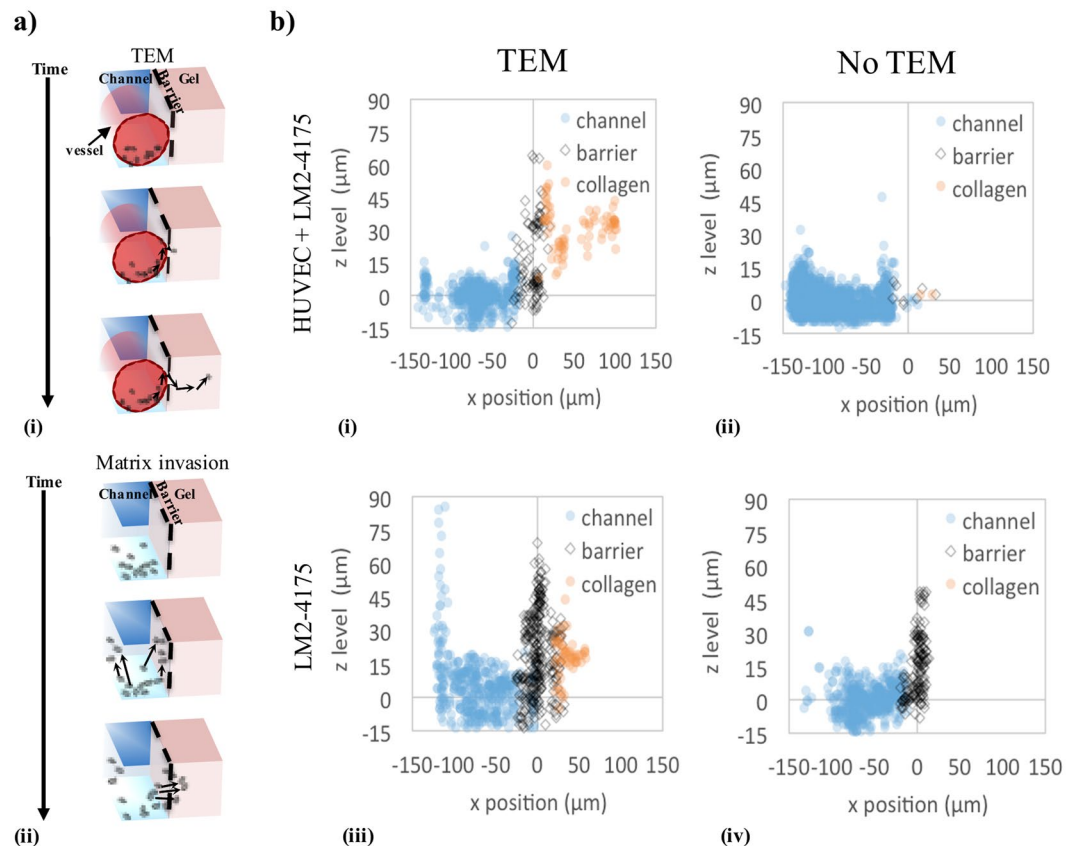 a)
TEM
Time
Channel
Barrier
Gel
vessel
(i)
Matrix invasion
Time
Channel
Barrier
Gel
(ii)
b)
TEM
No TEM
HUVEC + LM2-4175
90
75
60
45
30
15
0
-15
z level (µm)
channel
barrier
collagen
-150-100 -50 0 50 100 150
x position (µm)
(i)
90
75
60
45
30
15
0
-15
z level (µm)
channel
barrier
collagen
-150-100 -50 0 50 100 150
x position (µm)
(ii)
LM2-4175
90
75
60
45
30
15
0
-15
z level (µm)
channel
barrier
collagen
-150-100 -50 0 50 100 150
x position (µm)
(iii)
90
75
60
45
30
15
0
-15
z level (µm)
channel
barrier
collagen
-150-100 -50 0 50 100 150
x position (µm)
(iv)